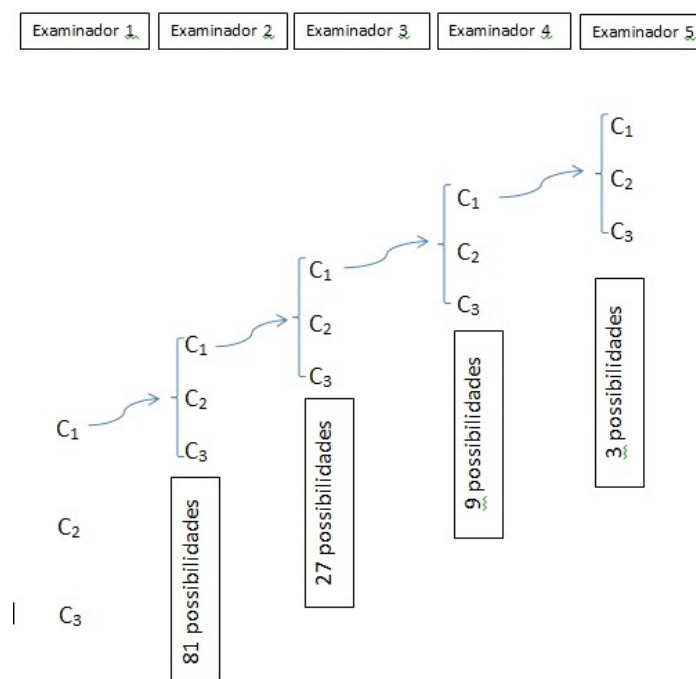 Examinador 1
Examinador 2
Examinador 3
Examinador 4
Examinador 5
C₁
C₂
C₃
C₁
C₂
C₃
81 possibilidades
C₁
C₂
C₃
27 possibilidades
C₁
C₂
C₃
9 possibilidades
C₁
C₂
C₃
3 possibilidades